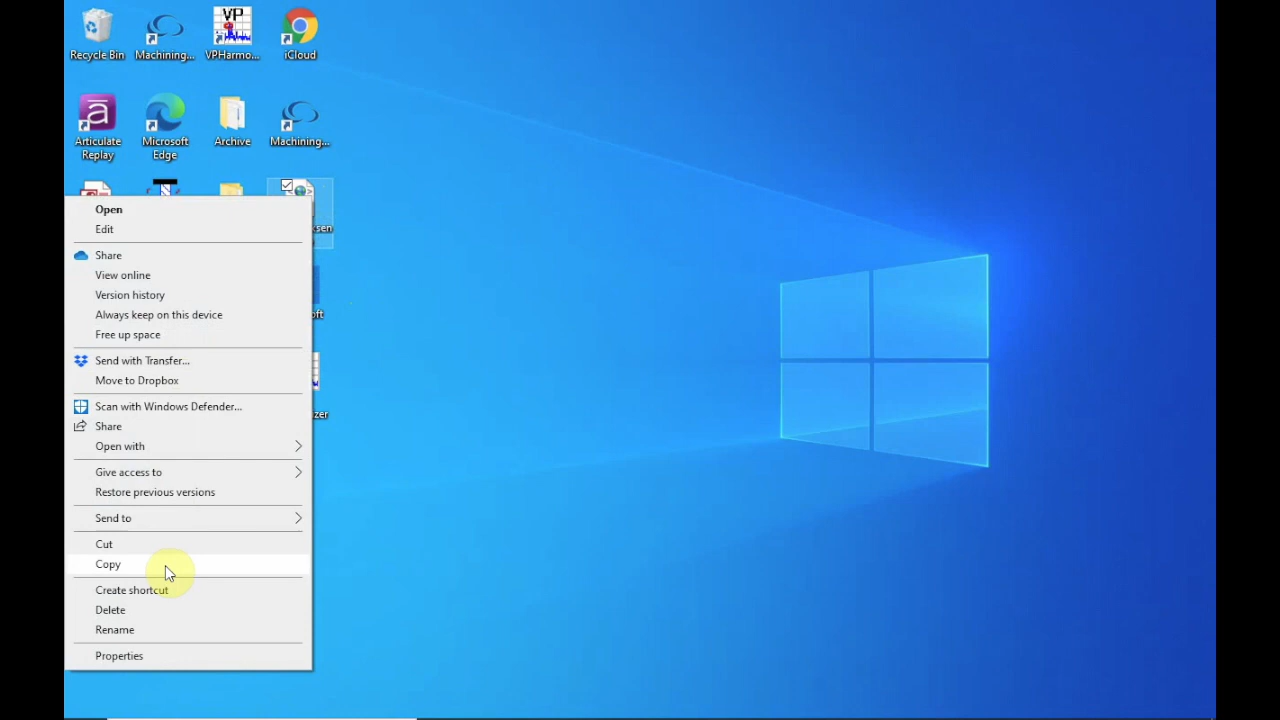 Recycle Bin
Machining...
VP
VPHarmo...
iCloud
Articulate
Replay
Microsoft
Edge
Archive
Machining...
Open
Edit
Share
View online
Version history
Always keep on this device
Free up space
Send with Transfer...
Move to Dropbox
Scan with Windows Defender...
Share
Open with
Give access to
Restore previous versions
Send to
Cut
Copy
Create shortcut
Delete
Rename
Properties